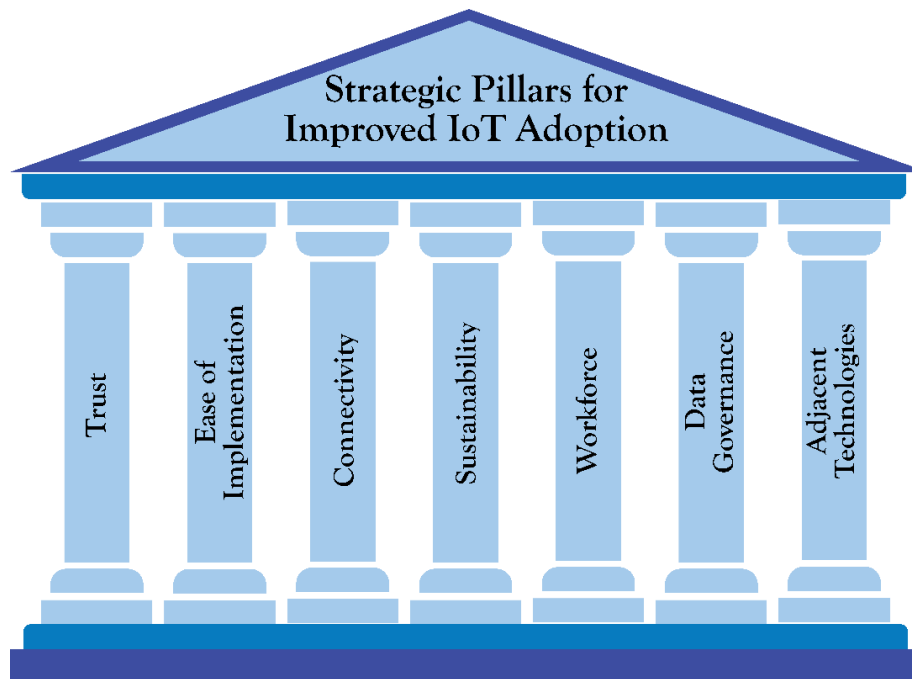 Strategic Pillars for
Improved IoT Adoption
Trust
Ease of
Implementation
Connectivity
Sustainability
Workforce
Data
Governance
Adjacent
Technologies